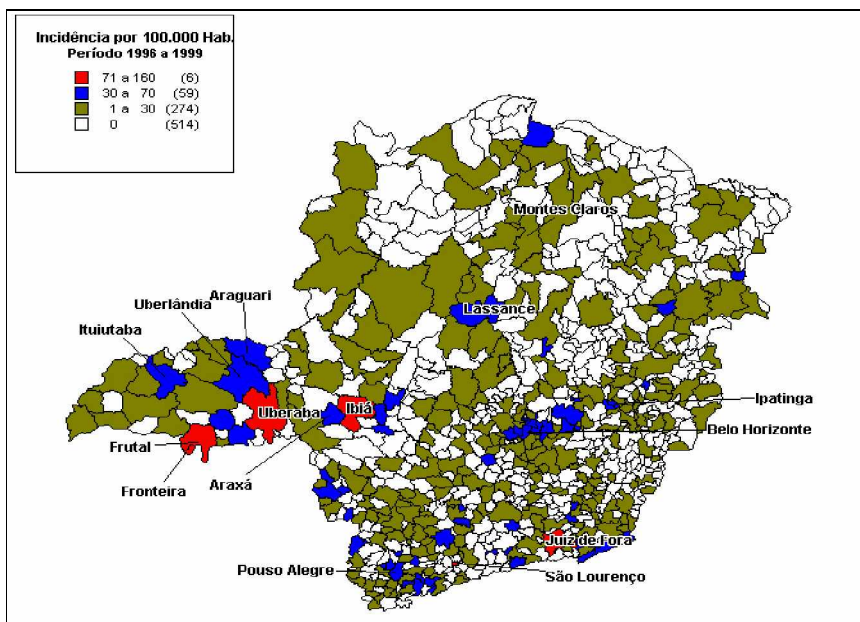 Incidência por 100.000 Hab.
Período 1996 a 1999
71 a 160 (6)
30 a 70 (59)
1 a 30 (274)
0 (514)
Montes Claros
Araguari
Uberlândia
Ituiutaba
Lassance
Ipatinga
Uberaba
Ibiá
Belo Horizonte
Frutal
Fronteira
Araxá
Juiz de Fora
Pouso Alegre
São Lourenço